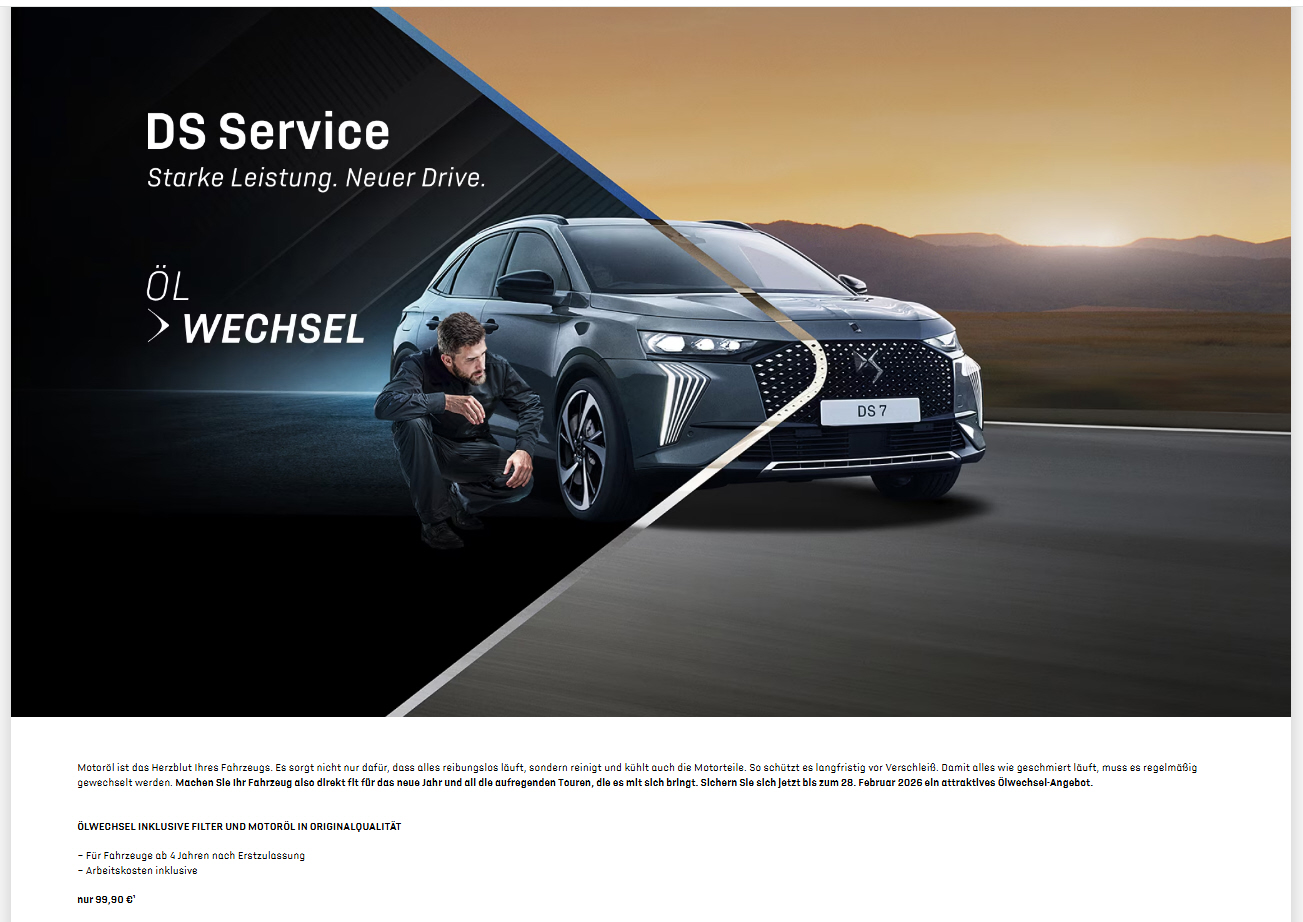 DS Service
Starke Leistung. Neuer Drive.
ÖL
WECHSEL
DS 7
Motoröl ist das Herzblut Ihres Fahrzeugs. Es sorgt nicht nur dafür, dass alles reibungslos läuft, sondern reinigt und kühlt auch die Motorteile. So schützt es langfristig vor Verschleiß. Damit alles wie geschmiert läuft, muss es regelmäßig
gewechselt werden. Machen Sie Ihr Fahrzeug also direkt fit für das neue Jahr und all die aufregenden Touren, die es mit sich bringt. Sichern Sie sich jetzt bis zum 28. Februar 2026 ein attraktives Ölwechsel-Angebot.
ÖLWECHSEL INKLUSIVE FILTER UND MOTORÖL IN ORIGINALQUALITÄT
– Für Fahrzeuge ab 4 Jahren nach Erstzulassung
– Arbeitskosten inklusive
nur 99,90 €¹